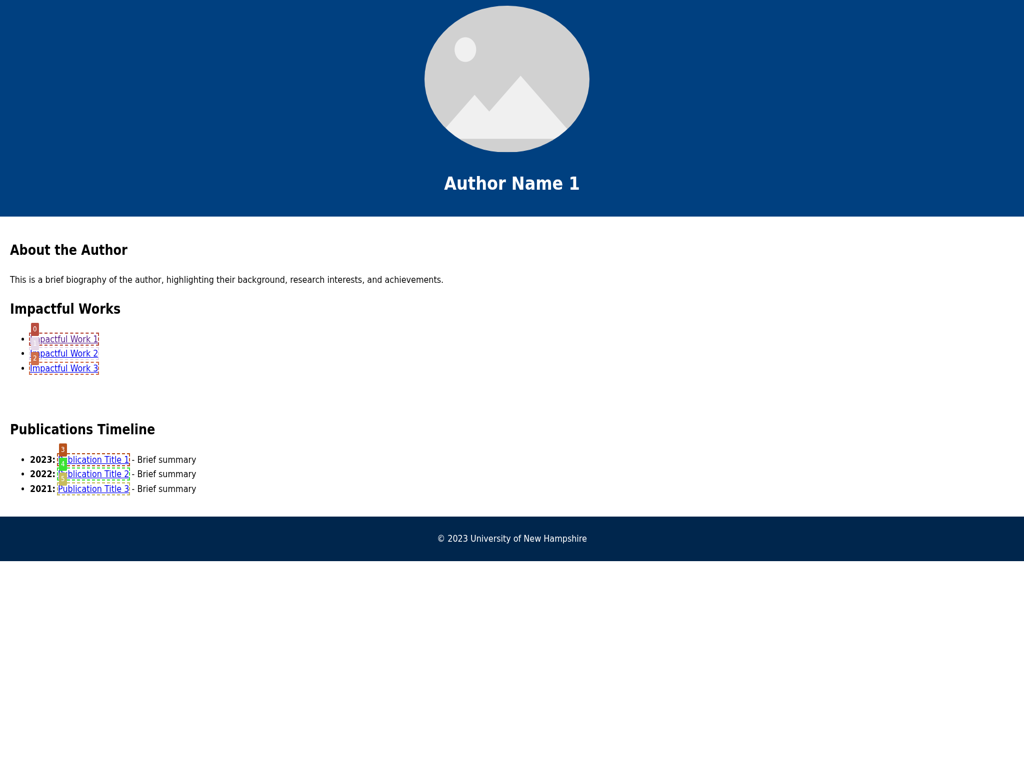 Author Name 1
About the Author
This is a brief biography of the author, highlighting their background, research interests, and achievements.
Impactful Works
0
• Impactful Work 1
• Impactful Work 2
2
• Impactful Work 3
Publications Timeline
3
• 2023: Publication Title 1 - Brief summary
4
• 2022: Publication Title 2 - Brief summary
• 2021: Publication Title 3 - Brief summary
© 2023 University of New Hampshire